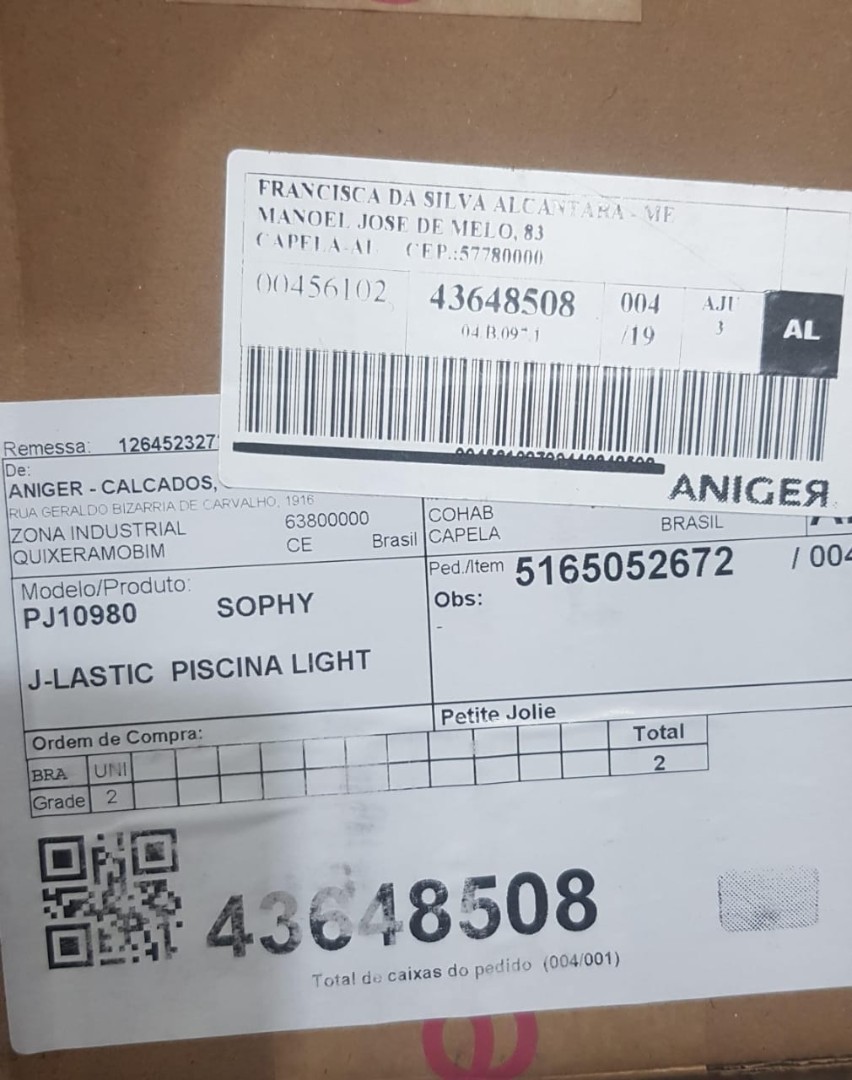 FRANCISCA DA SILVA ALCANTARA - ME
MANOEL JOSE DE MELO, 83
CAPELA-AL CEP.:57780000
00456102 43648508 004 /19 AJU 3 AL
ANIGER
Remessa: 126452327
De:
ANIGER - CALCADOS,
RUA GERALDO BIZARRIA DE CARVALHO, 1916
ZONA INDUSTRIAL 63800000
QUIXERAMOBIM CE Brasil
COHAB
CAPELA BRASIL
Modelo/Produto:
PJ10980 SOPHY
J-LASTIC PISCINA LIGHT
Ped./Item 5165052672 / 004
Obs:
-
Petite Jolie
Ordem de Compra:
BRA UNI Total
Grade 2 2
43648508
Total de caixas do pedido (004/001)